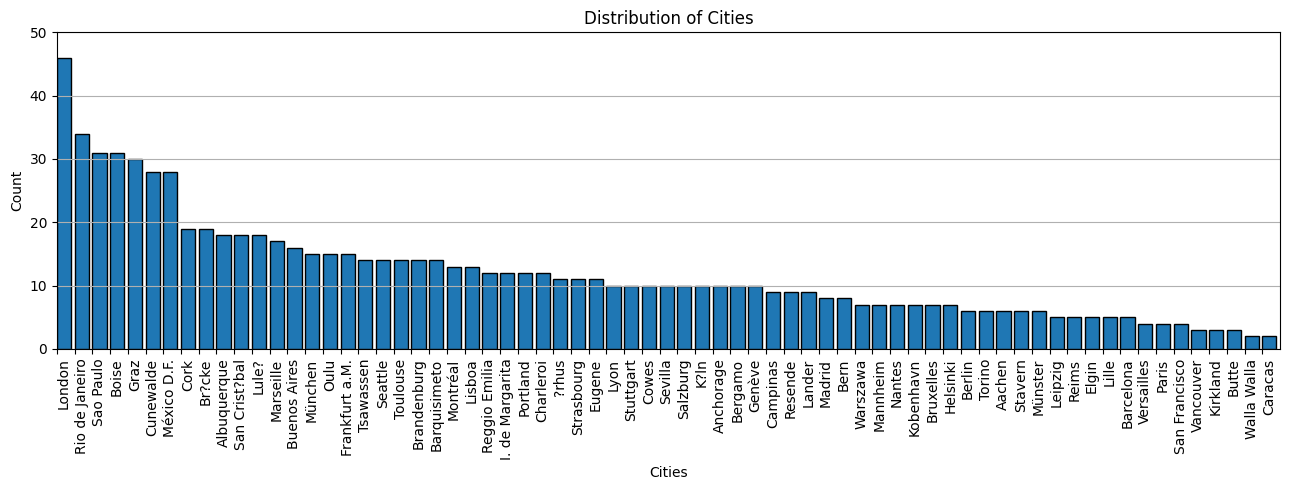 Distribution of Cities
50
40
30
20
10
0
Count
London
Rio de Janeiro
Sao Paulo
Boise
Graz
Cunewalde
México D.F.
Cork
Br?cke
Albuquerque
San Crist?bal
Lule?
Marseille
Buenos Aires
München
Oulu
Frankfurt a.M.
Tsawassen
Seattle
Toulouse
Brandenburg
Barquisimeto
Montréal
Lisboa
Reggio Emilia
I. de Margarita
Portland
Charleroi
?rhus
Strasbourg
Eugene
Lyon
Stuttgart
Cowes
Sevilla
Salzburg
K?ln
Anchorage
Bergamo
Genève
Campinas
Resende
Lander
Madrid
Bern
Warszawa
Mannheim
Nantes
Kobenhavn
Bruxelles
Helsinki
Berlin
Torino
Aachen
Stavern
Münster
Leipzig
Reims
Elgin
Lille
Barcelona
Versailles
Paris
San Francisco
Vancouver
Kirkland
Butte
Walla Walla
Caracas
Cities